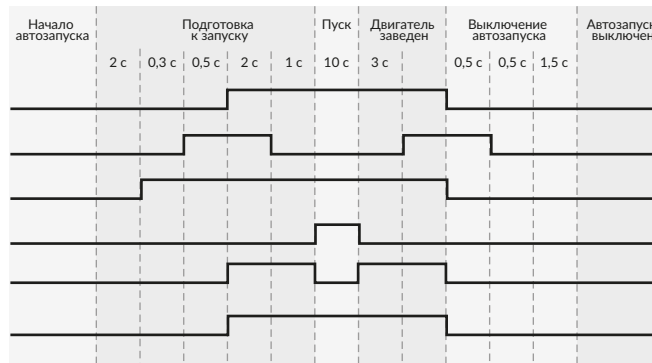 Начало
автозапуска
Подготовка
к запуску
Пуск
Двигатель
заведен
Выключение
автозапуска
Автозапуск
выключен
2 с
0,3 с
0,5 с
2 с
1 с
10 с
3 с
0,5 с
0,5 с
1,5 с